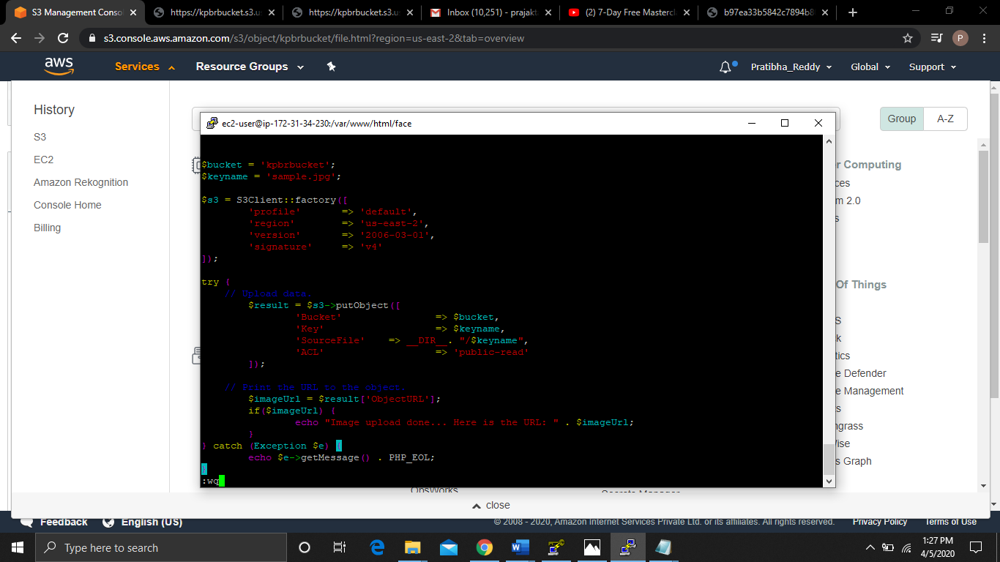 S3 Management Conso
https://kpbrbucket.s3.u
https://kpbrbucket.s3.u
Inbox (10,251) - prajakt
(2) 7-Day Free Mastercl
b97ea33b5842c7894b8
s3.console.aws.amazon.com/s3/object/kpbrbucket/file.html?region=us-east-2&tab=overview
P
aws
Services
Resource Groups
Pratibha_Reddy
Global
Support
History
S3
EC2
Amazon Rekognition
Console Home
Billing
Group
A-Z
ec2-user@ip-172-31-34-230:/var/www/html/face
$bucket = 'kpbrbucket';
$keyname = 'sample.jpg';
$s3 = S3Client::factory([
'profile' => 'default',
'region' => 'us-east-2',
'version' => '2006-03-01',
'signature' => 'v4'
]);
try {
// Upload data.
$result = $s3->putObject([
'Bucket' => $bucket,
'Key' => $keyname,
'SourceFile' => __DIR__. "/$keyname",
'ACL' => 'public-read'
]);
// Print the URL to the object.
$imageUrl = $result['ObjectURL'];
if($imageUrl) {
echo "Image upload done... Here is the URL: " . $imageUrl;
}
} catch (Exception $e) {
echo $e->getMessage() . PHP_EOL;
}
:wq
r Computing
ces
m 2.0
s
Of Things
S
k
tics
e Defender
e Management
s
ngrass
Vise
s Graph
OpsWorks
Secrets Manager
close
Feedback
English (US)
© 2008 - 2020, Amazon Internet Services Private Ltd. or its affiliates. All rights reserved.
Privacy Policy
Terms of Use
Type here to search
1:27 PM
4/5/2020